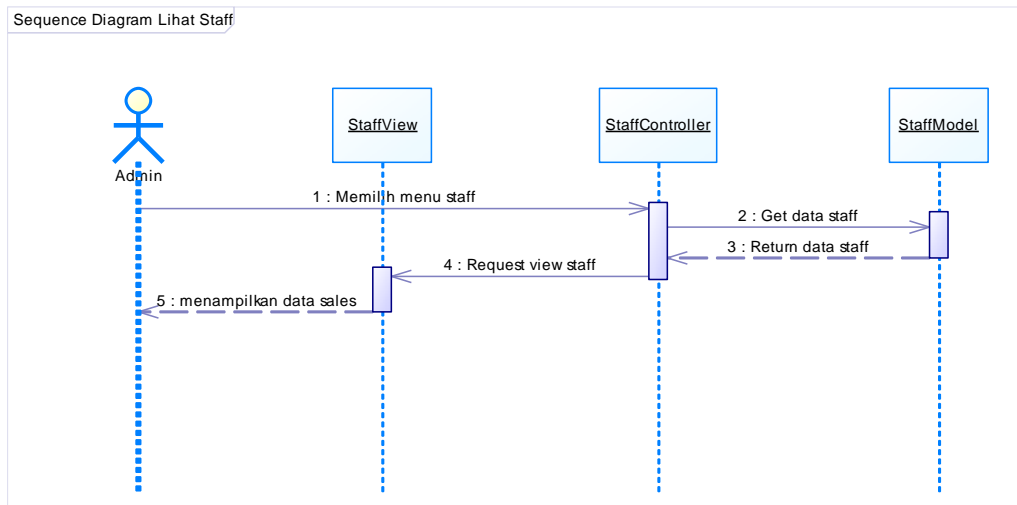 Sequence Diagram Lihat Staff
StaffView
StaffController
StaffModel
Admin
1 : Memilih menu staff
2 : Get data staff
3 : Return data staff
4 : Request view staff
5 : menampilkan data sales